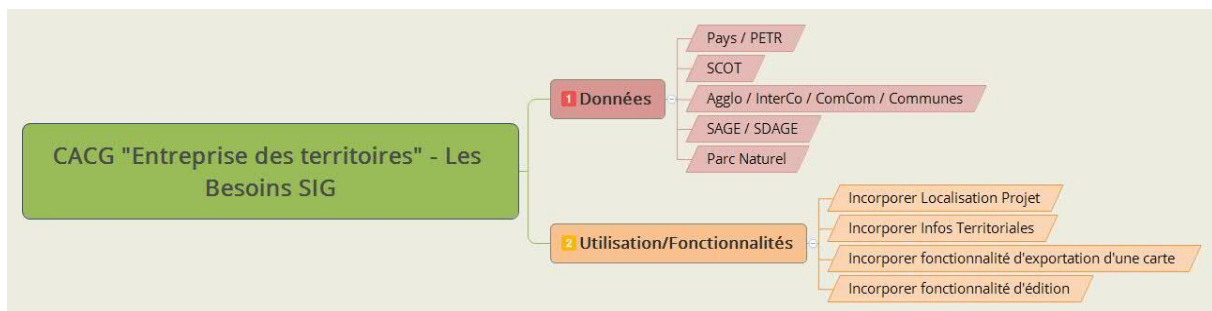 CACG "Entreprise des territoires" - Les
Besoins SIG
1 Données
Pays / PETR
SCOT
Agglo / InterCo / ComCom / Communes
SAGE / SDAGE
Parc Naturel
2 Utilisation/Fonctionnalités
Incorporer Localisation Projet
Incorporer Infos Territoriales
Incorporer fonctionnalité d'exportation d'une carte
Incorporer fonctionnalité d'édition